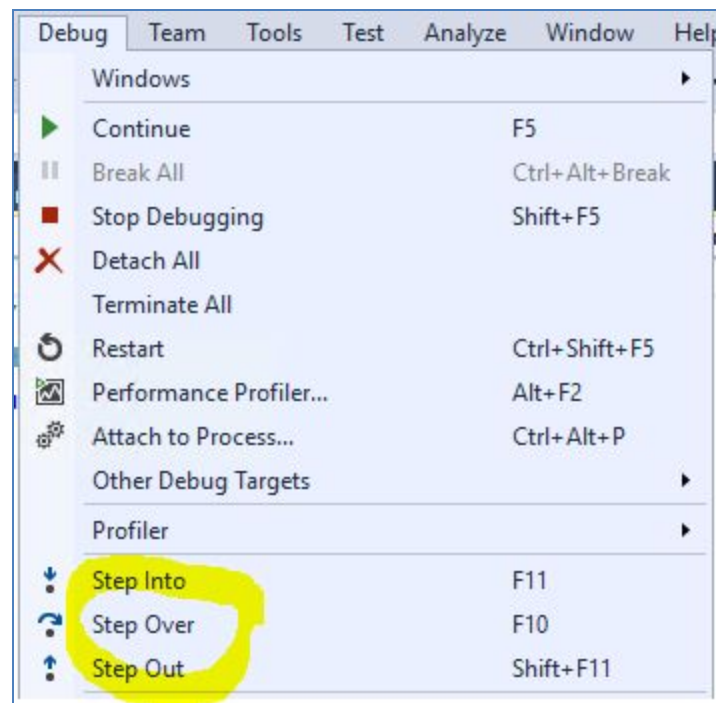 Debug Team Tools Test Analyze Window Help
Windows
Continue F5
Break All Ctrl+Alt+Break
Stop Debugging Shift+F5
Detach All
Terminate All
Restart Ctrl+Shift+F5
Performance Profiler... Alt+F2
Attach to Process... Ctrl+Alt+P
Other Debug Targets
Profiler
Step Into F11
Step Over F10
Step Out Shift+F11